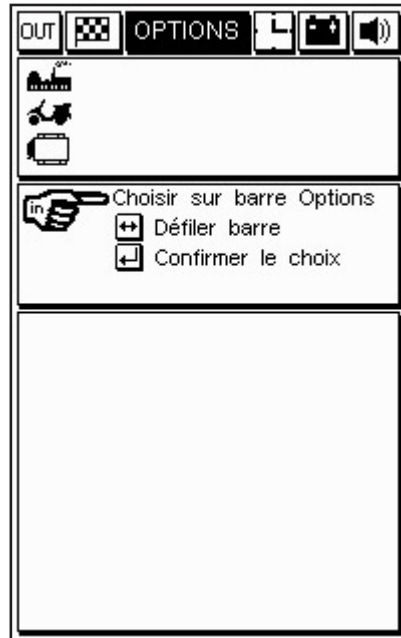 OUT OPTIONS
in Choisir sur barre Options
Défiler barre
Confirmer le choix